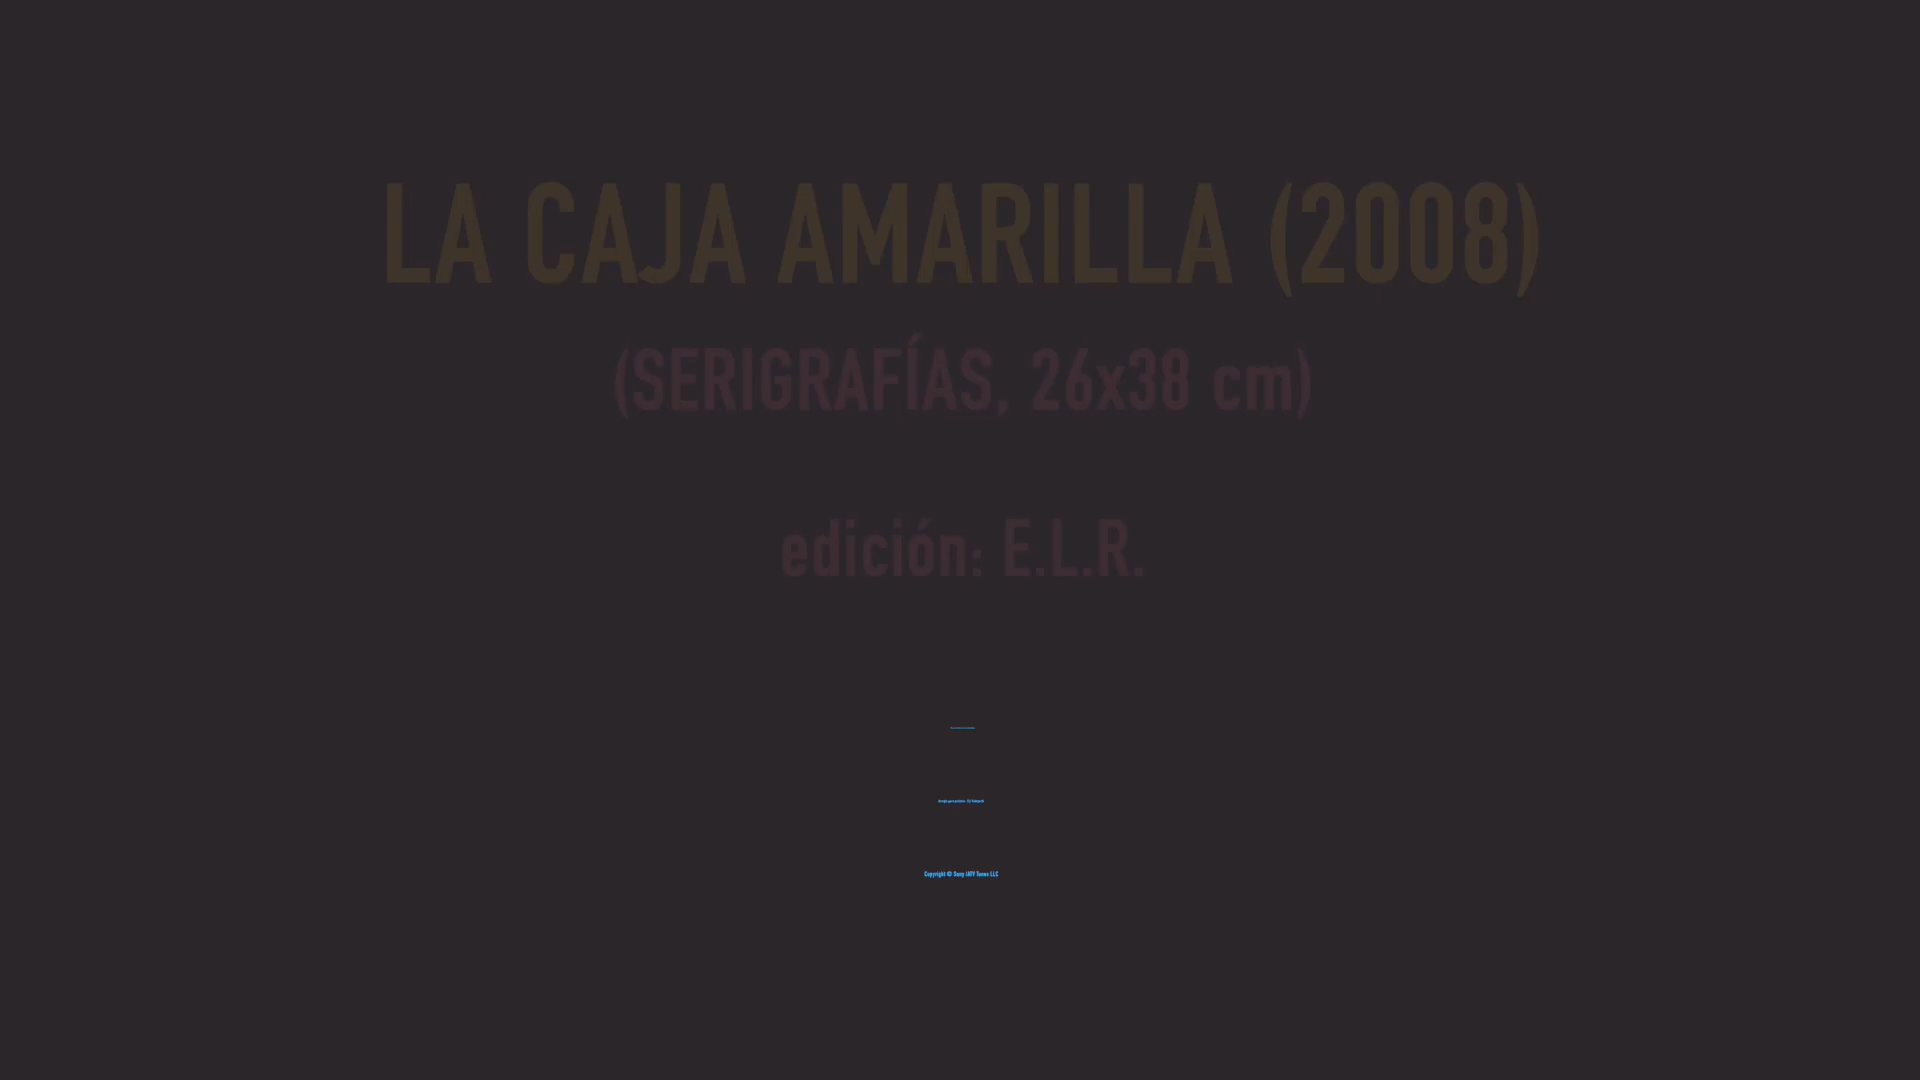 LA CAJA AMARILLA (2008)
(SERIGRAFÍAS, 26x38 cm)
edición: E.L.R.
Copyright © Sony /ATV Tunes LLC